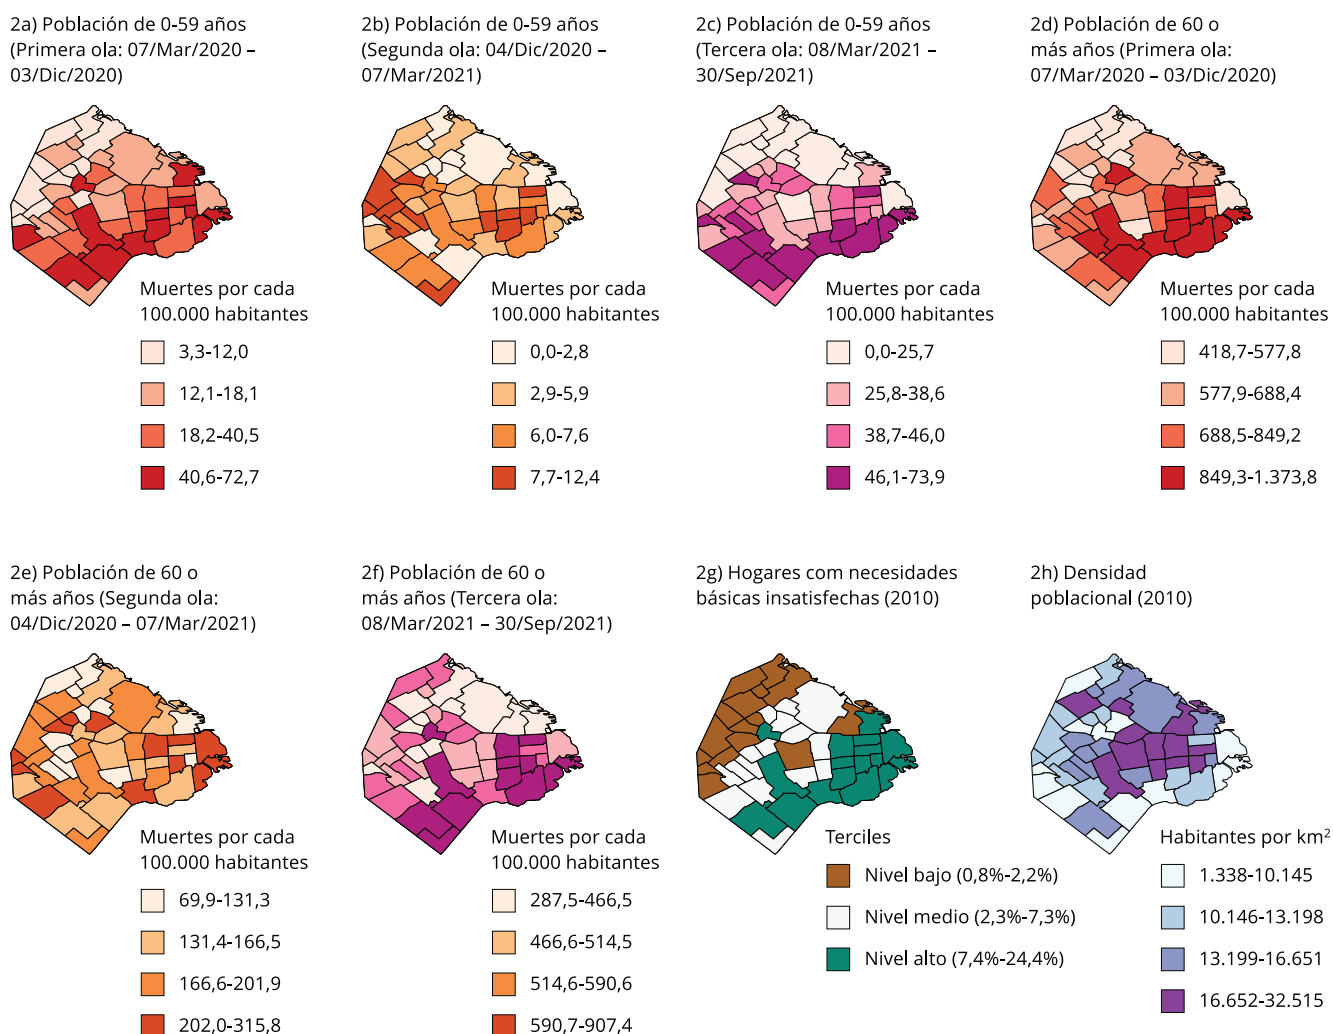 2a) Población de 0-59 años
(Primera ola: 07/Mar/2020 –
03/Dic/2020)
Muertes por cada
100.000 habitantes
3,3-12,0
12,1-18,1
18,2-40,5
40,6-72,7
2b) Población de 0-59 años
(Segunda ola: 04/Dic/2020 –
07/Mar/2021)
Muertes por cada
100.000 habitantes
0,0-2,8
2,9-5,9
6,0-7,6
7,7-12,4
2c) Población de 0-59 años
(Tercera ola: 08/Mar/2021 –
30/Sep/2021)
Muertes por cada
100.000 habitantes
0,0-25,7
25,8-38,6
38,7-46,0
46,1-73,9
2d) Población de 60 o
más años (Primera ola:
07/Mar/2020 – 03/Dic/2020)
Muertes por cada
100.000 habitantes
418,7-577,8
577,9-688,4
688,5-849,2
849,3-1.373,8
2e) Población de 60 o
más años (Segunda ola:
04/Dic/2020 – 07/Mar/2021)
Muertes por cada
100.000 habitantes
69,9-131,3
131,4-166,5
166,6-201,9
202,0-315,8
2f) Población de 60 o
más años (Tercera ola:
08/Mar/2021 – 30/Sep/2021)
Muertes por cada
100.000 habitantes
287,5-466,5
466,6-514,5
514,6-590,6
590,7-907,4
2g) Hogares com necesidades
básicas insatisfechas (2010)
Terciles
Nivel bajo (0,8%-2,2%)
Nivel medio (2,3%-7,3%)
Nivel alto (7,4%-24,4%)
2h) Densidad
poblacional (2010)
Habitantes por km²
1.338-10.145
10.146-13.198
13.199-16.651
16.652-32.515